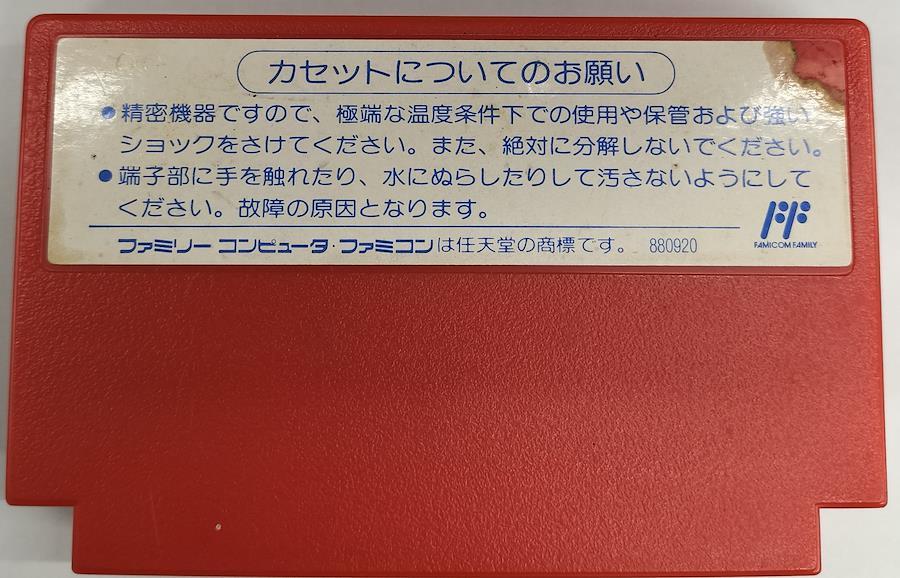 カセットについてのお願い
●精密機器ですので、極端な温度条件下での使用や保管および強い
ショックをさけてください。また、絶対に分解しないでください。
●端子部に手を触れたり、水にぬらしたりして汚さないようにして
ください。故障の原因となります。
FAMICOM FAMILY
ファミリー コンピュータ・ファミコンは任天堂の商標です。 880920